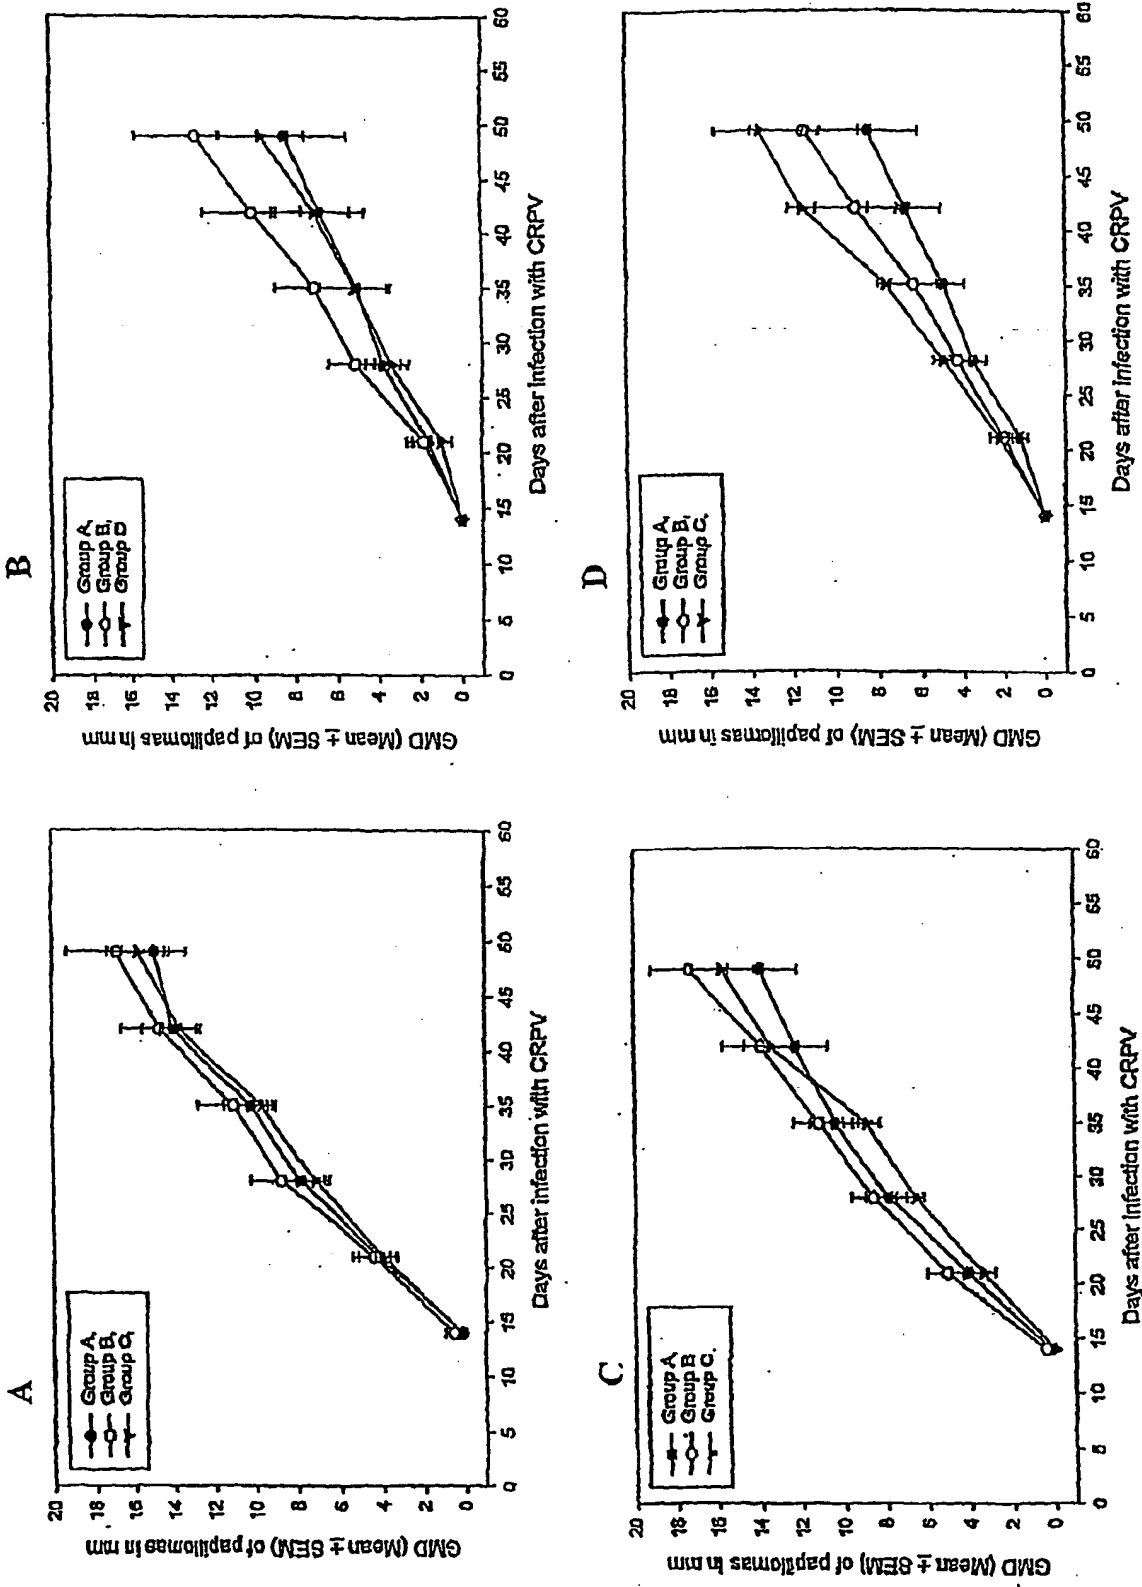 A
Group A,
Group B,
Group C,
GMD (Mean ± SEM) of papillomas in mm
20
18
16
14
12
10
8
6
4
2
0
0 5 10 15 20 25 30 35 40 45 50 55 60
Days after infection with CRPV
B
Group A,
Group B,
Group D
GMD (Mean ± SEM) of papillomas in mm
20
18
16
14
12
10
8
6
4
2
0
0 5 10 15 20 25 30 35 40 45 50 55 60
Days after infection with CRPV
C
Group A,
Group B
Group C.
GMD (Mean ± SEM) of papillomas in mm
20
18
16
14
12
10
8
6
4
2
0
0 5 10 15 20 25 30 35 40 45 50 55 60
Days after infection with CRPV
D
Group A,
Group B,
Group C.
GMD (Mean ± SEM) of papillomas in mm
20
18
16
14
12
10
8
6
4
2
0
0 5 10 15 20 25 30 35 40 45 50 55 60
Days after infection with CRPV